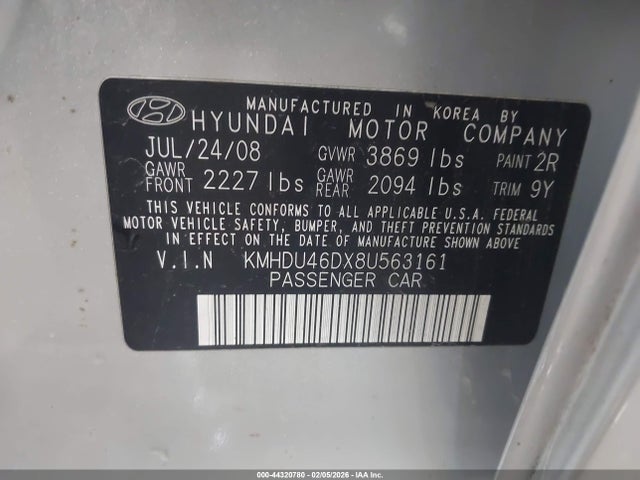 MANUFACTURED IN KOREA BY
HYUNDAI MOTOR COMPANY
JUL/24/08 GVWR 3869 lbs PAINT 2R
GAWR FRONT 2227 lbs GAWR REAR 2094 lbs TRIM 9Y
THIS VEHICLE CONFORMS TO ALL APPLICABLE U.S.A. FEDERAL
MOTOR VEHICLE SAFETY, BUMPER, AND THEFT PREVENTION STANDARDS
IN EFFECT ON THE DATE OF MANUFACTURE SHOWN ABOVE
V.I.N KMHDU46DX8U563161
PASSENGER CAR
000-44320780 - 02/05/2026 - IAA Inc.